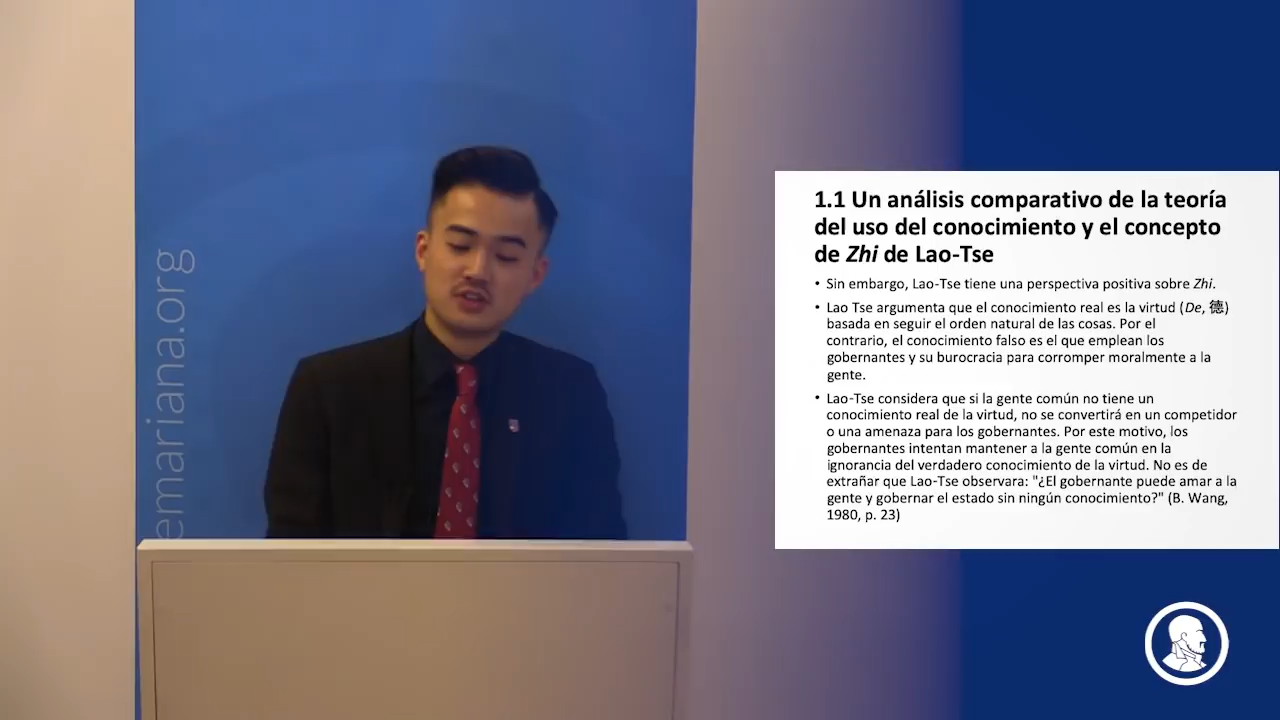 emariana.org
1.1 Un análisis comparativo de la teoría
del uso del conocimiento y el concepto
de Zhi de Lao-Tse
• Sin embargo, Lao-Tse tiene una perspectiva positiva sobre Zhi.
• Lao Tse argumenta que el conocimiento real es la virtud (De, 德)
basada en seguir el orden natural de las cosas. Por el
contrario, el conocimiento falso es el que emplean los
gobernantes y su burocracia para corromper moralmente a la
gente.
• Lao-Tse considera que si la gente común no tiene un
conocimiento real de la virtud, no se convertirá en un competidor
o una amenaza para los gobernantes. Por este motivo, los
gobernantes intentan mantener a la gente común en la
ignorancia del verdadero conocimiento de la virtud. No es de
extrañar que Lao-Tse observara: "¿El gobernante puede amar a la
gente y gobernar el estado sin ningún conocimiento?" (B. Wang,
1980, p. 23)